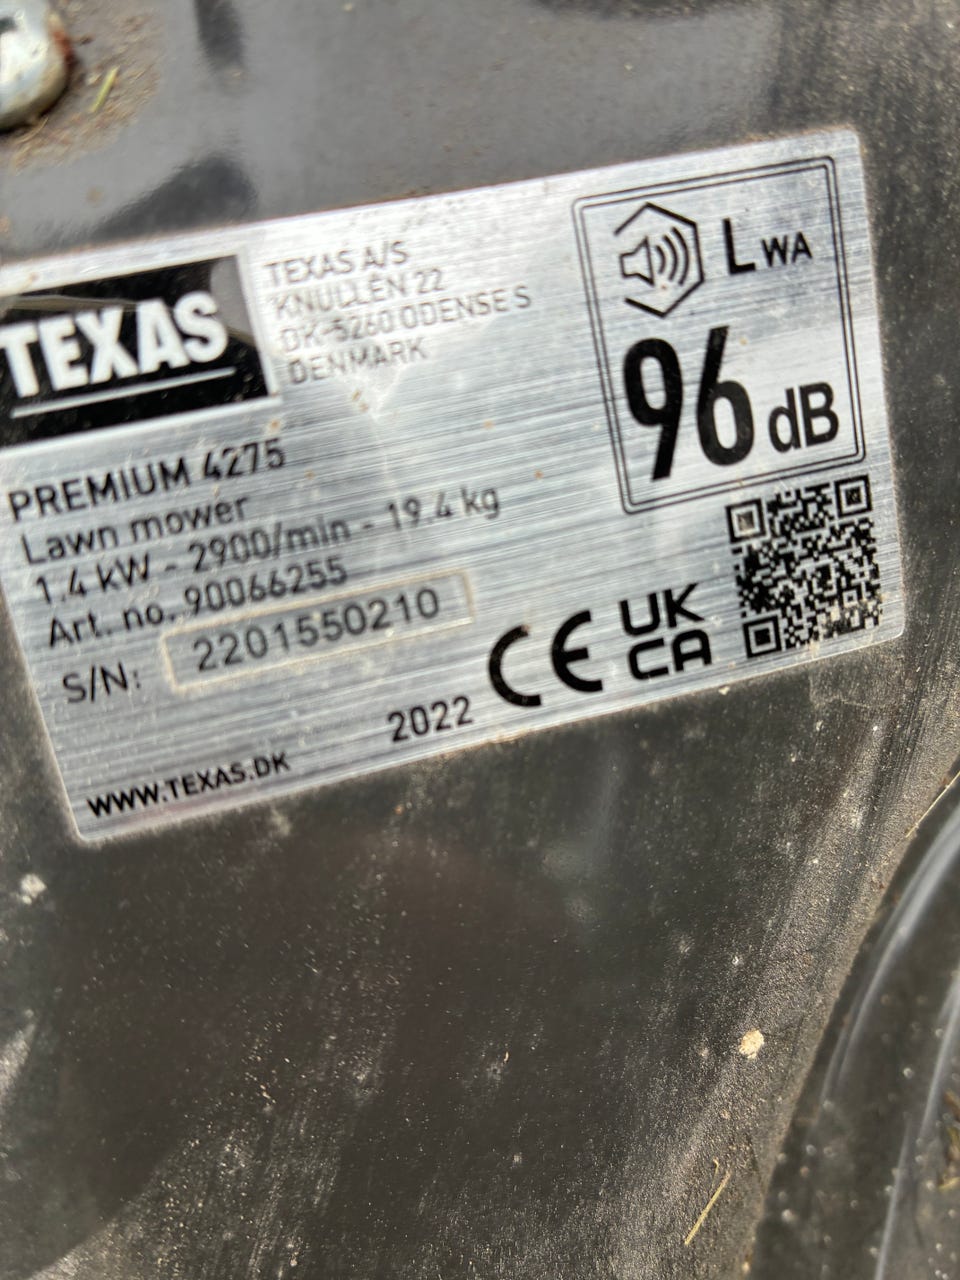 TEXAS
TEXAS A/S
KNULLEN 22
DK-5260 ODENSE S
DENMARK
LWA
96 dB
PREMIUM 4275
Lawn mower
1.4 kW - 2900/min - 19.4 kg
Art. no. 90066255
S/N: 2201550210
2022
CE
UK
CA
WWW.TEXAS.DK